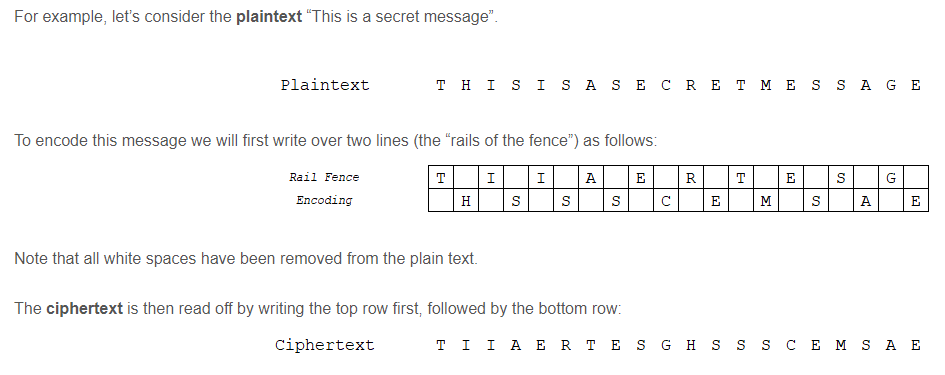 For example, let’s consider the plaintext “This is a secret message”.
Plaintext T H I S I S A S E C R E T M E S S A G E
To encode this message we will first write over two lines (the “rails of the fence”) as follows:
Rail Fence T I I A E R T E S G
Encoding H S S S C E M S A E
Note that all white spaces have been removed from the plain text.
The ciphertext is then read off by writing the top row first, followed by the bottom row:
Ciphertext T I I A E R T E S G H S S S C E M S A E